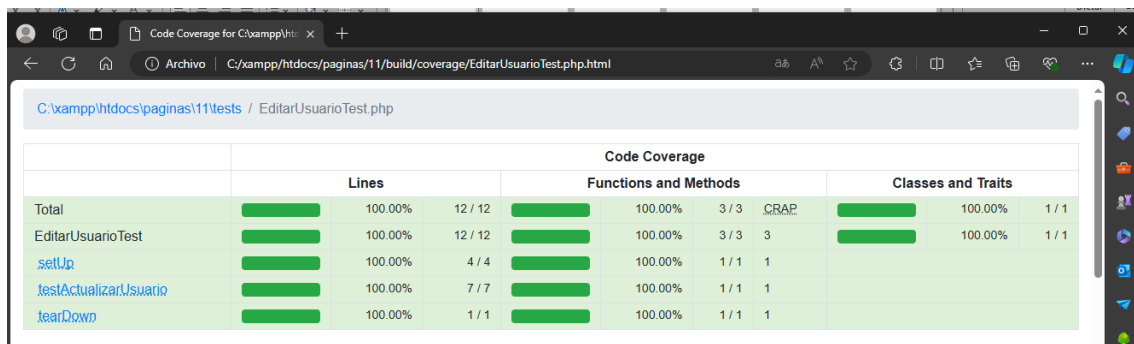 Code Coverage for C:\xampp\htc
Archivo C:/xampp/htdocs/paginas/11/build/coverage/EditarUsuarioTest.php.html
C:\xampp\htdocs\paginas\11\tests / EditarUsuarioTest.php
Code Coverage
Lines Functions and Methods Classes and Traits
Total 100.00% 12 / 12 100.00% 3 / 3 CRAP 100.00% 1 / 1
EditarUsuarioTest 100.00% 12 / 12 100.00% 3 / 3 3 100.00% 1 / 1
setUp 100.00% 4 / 4 100.00% 1 / 1 1
testActualizarUsuario 100.00% 7 / 7 100.00% 1 / 1 1
tearDown 100.00% 1 / 1 100.00% 1 / 1 1